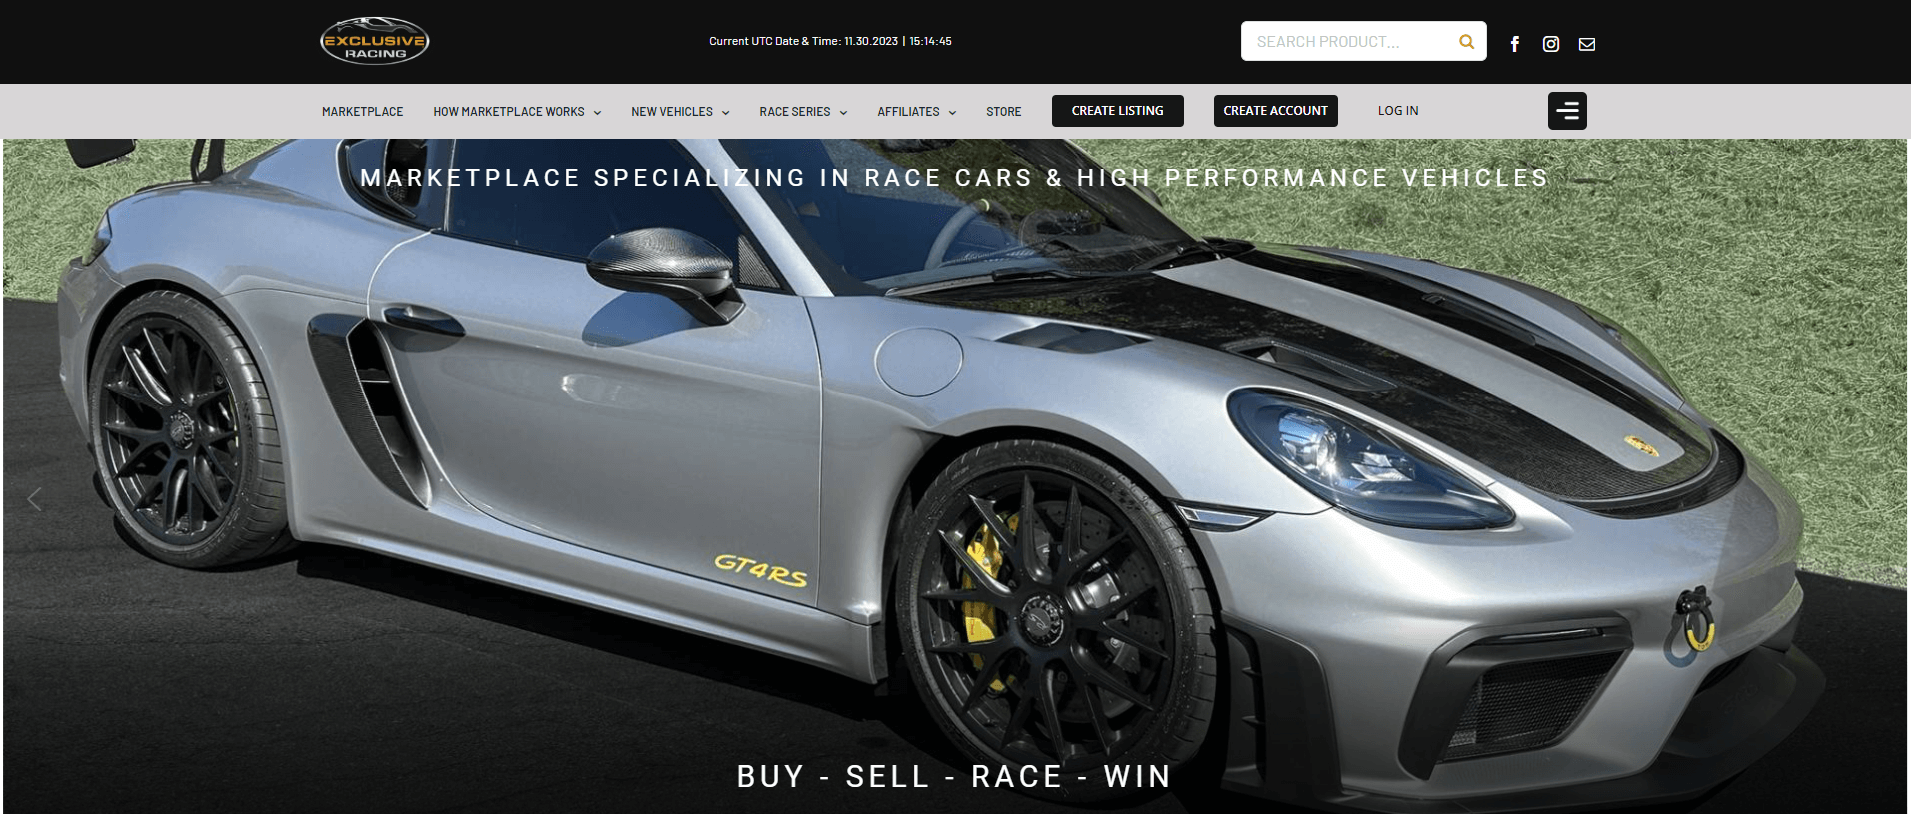 EXCLUSIVE
RACING
Current UTC Date & Time: 11.30.2023 | 15:14:45
SEARCH PRODUCT...
MARKETPLACE HOW MARKETPLACE WORKS NEW VEHICLES RACE SERIES AFFILIATES STORE CREATE LISTING CREATE ACCOUNT LOG IN
MARKETPLACE SPECIALIZING IN RACE CARS & HIGH PERFORMANCE VEHICLES
GT4RS
BUY - SELL - RACE - WIN